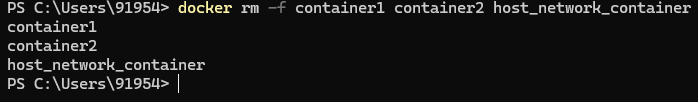 PS C:\Users\91954> docker rm -f container1 container2 host_network_container
container1
container2
host_network_container
PS C:\Users\91954>